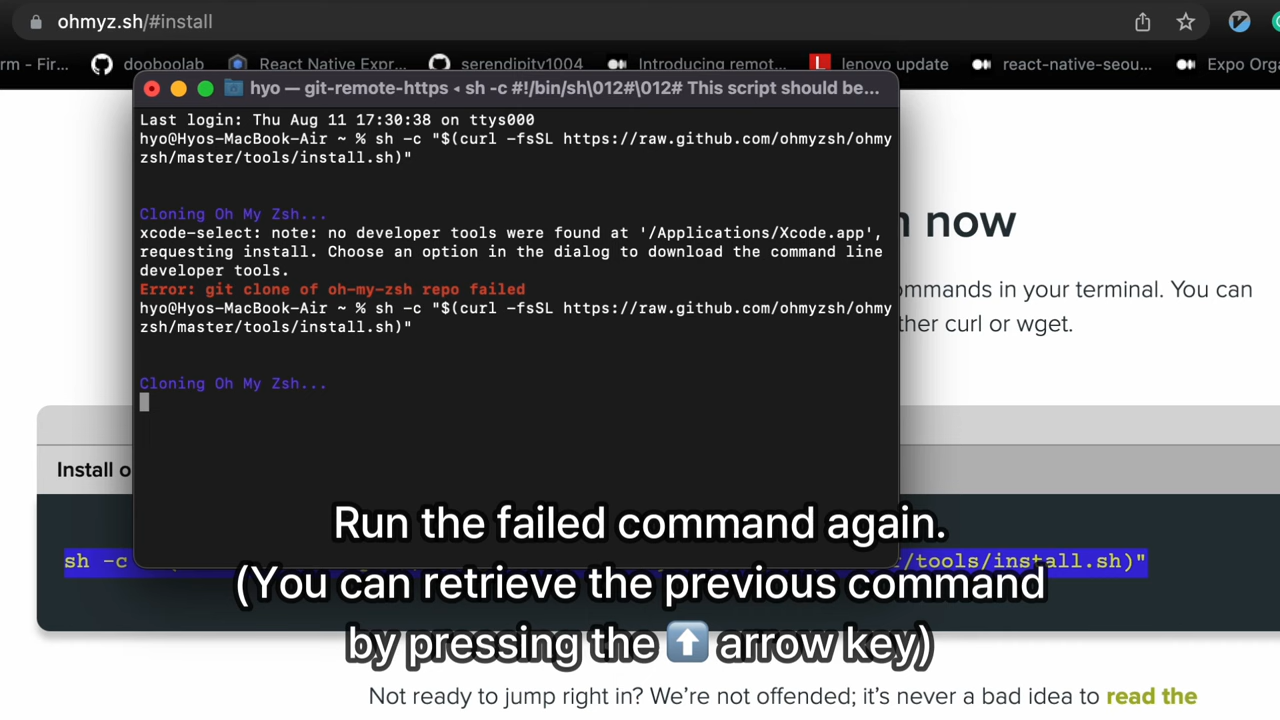 ohmyz.sh/#install
rm - Fir... dooboolab React Native Expr... serendipity1004 Introducing remot... lenovo update react-native-seou... Expo Orga
hyo — git-remote-https ◂ sh -c #!/bin/sh\012#\012# This script should be...
Last login: Thu Aug 11 17:30:38 on ttys000
hyo@Hyos-MacBook-Air ~ % sh -c "$(curl -fsSL https://raw.github.com/ohmyzsh/ohmy
zsh/master/tools/install.sh)"
Cloning Oh My Zsh...
xcode-select: note: no developer tools were found at '/Applications/Xcode.app',
requesting install. Choose an option in the dialog to download the command line
developer tools.
Error: git clone of oh-my-zsh repo failed
hyo@Hyos-MacBook-Air ~ % sh -c "$(curl -fsSL https://raw.github.com/ohmyzsh/ohmy
zsh/master/tools/install.sh)"
Cloning Oh My Zsh...
now
ommands in your terminal. You can
ther curl or wget.
Install o
sh -c r/tools/install.sh)"
Run the failed command again.
(You can retrieve the previous command
by pressing the ⬆️ arrow key)
Not ready to jump right in? We're not offended; it's never a bad idea to read the